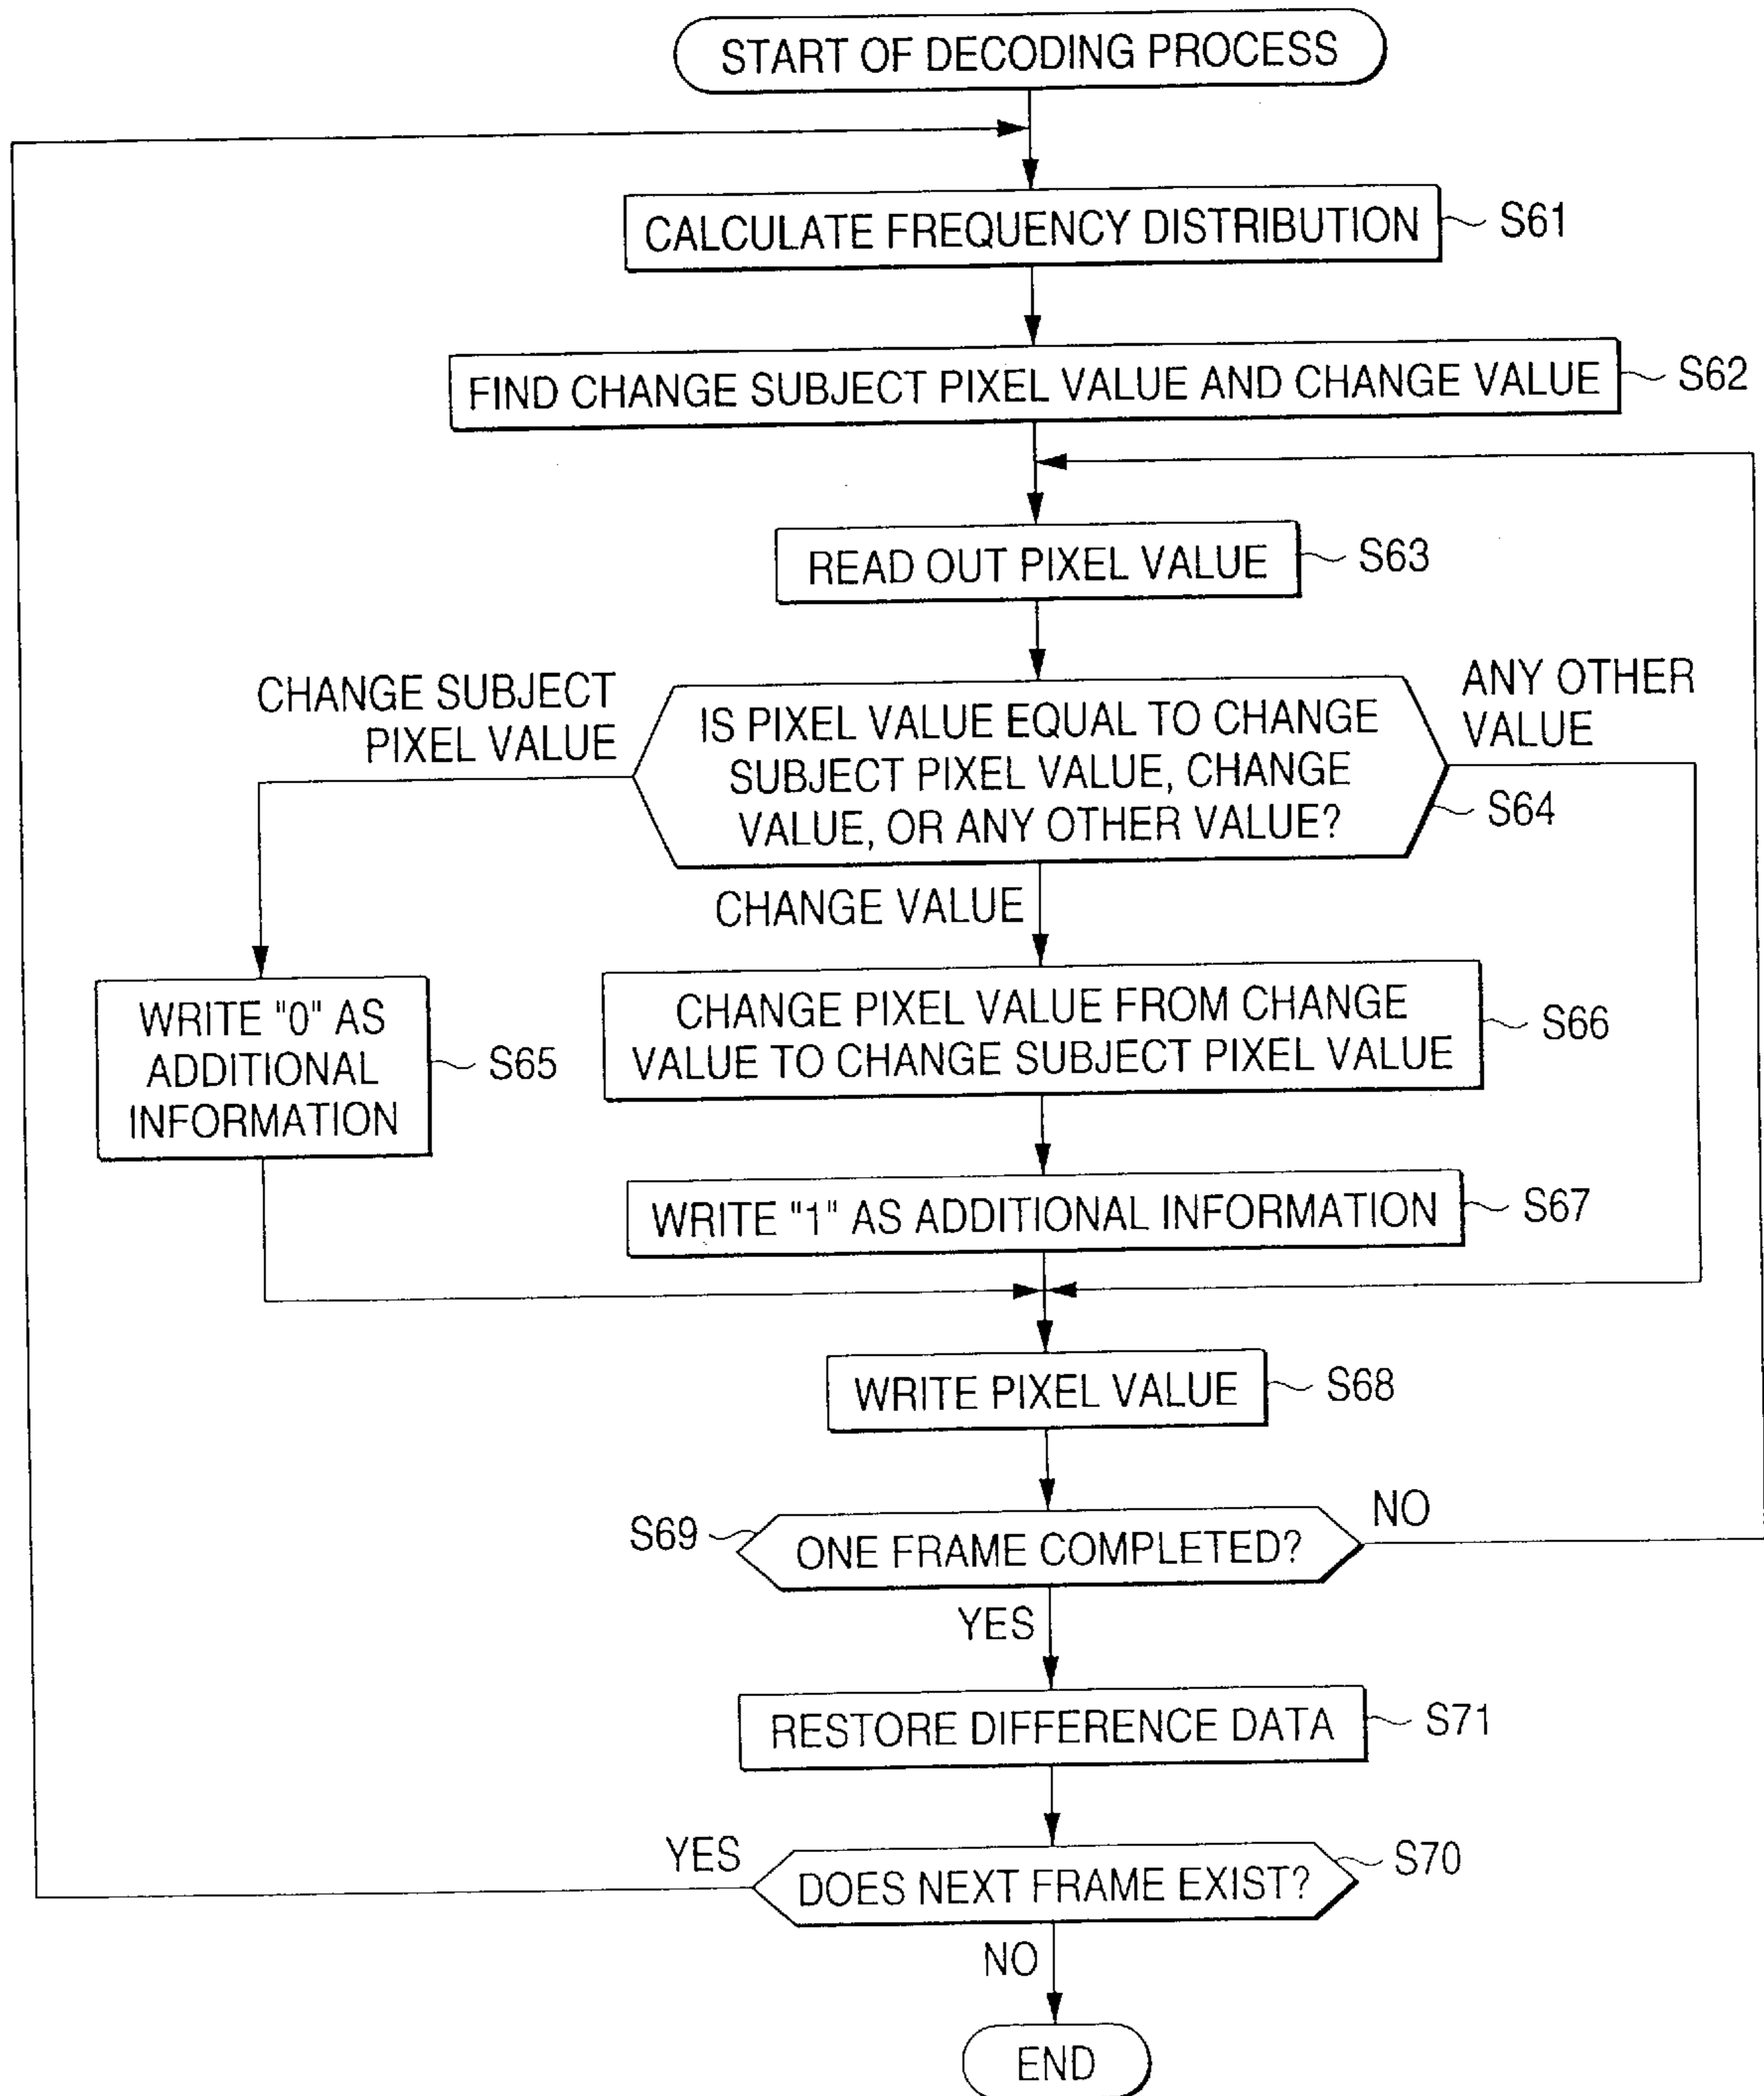 START OF DECODING PROCESS
CALCULATE FREQUENCY DISTRIBUTION
S61
FIND CHANGE SUBJECT PIXEL VALUE AND CHANGE VALUE
S62
READ OUT PIXEL VALUE
S63
CHANGE SUBJECT
PIXEL VALUE
IS PIXEL VALUE EQUAL TO CHANGE
SUBJECT PIXEL VALUE, CHANGE
VALUE, OR ANY OTHER VALUE?
ANY OTHER
VALUE
S64
CHANGE VALUE
WRITE "0" AS
ADDITIONAL
INFORMATION
S65
CHANGE PIXEL VALUE FROM CHANGE
VALUE TO CHANGE SUBJECT PIXEL VALUE
S66
WRITE "1" AS ADDITIONAL INFORMATION
S67
WRITE PIXEL VALUE
S68
S69
ONE FRAME COMPLETED?
NO
YES
RESTORE DIFFERENCE DATA
S71
YES
DOES NEXT FRAME EXIST?
S70
NO
END